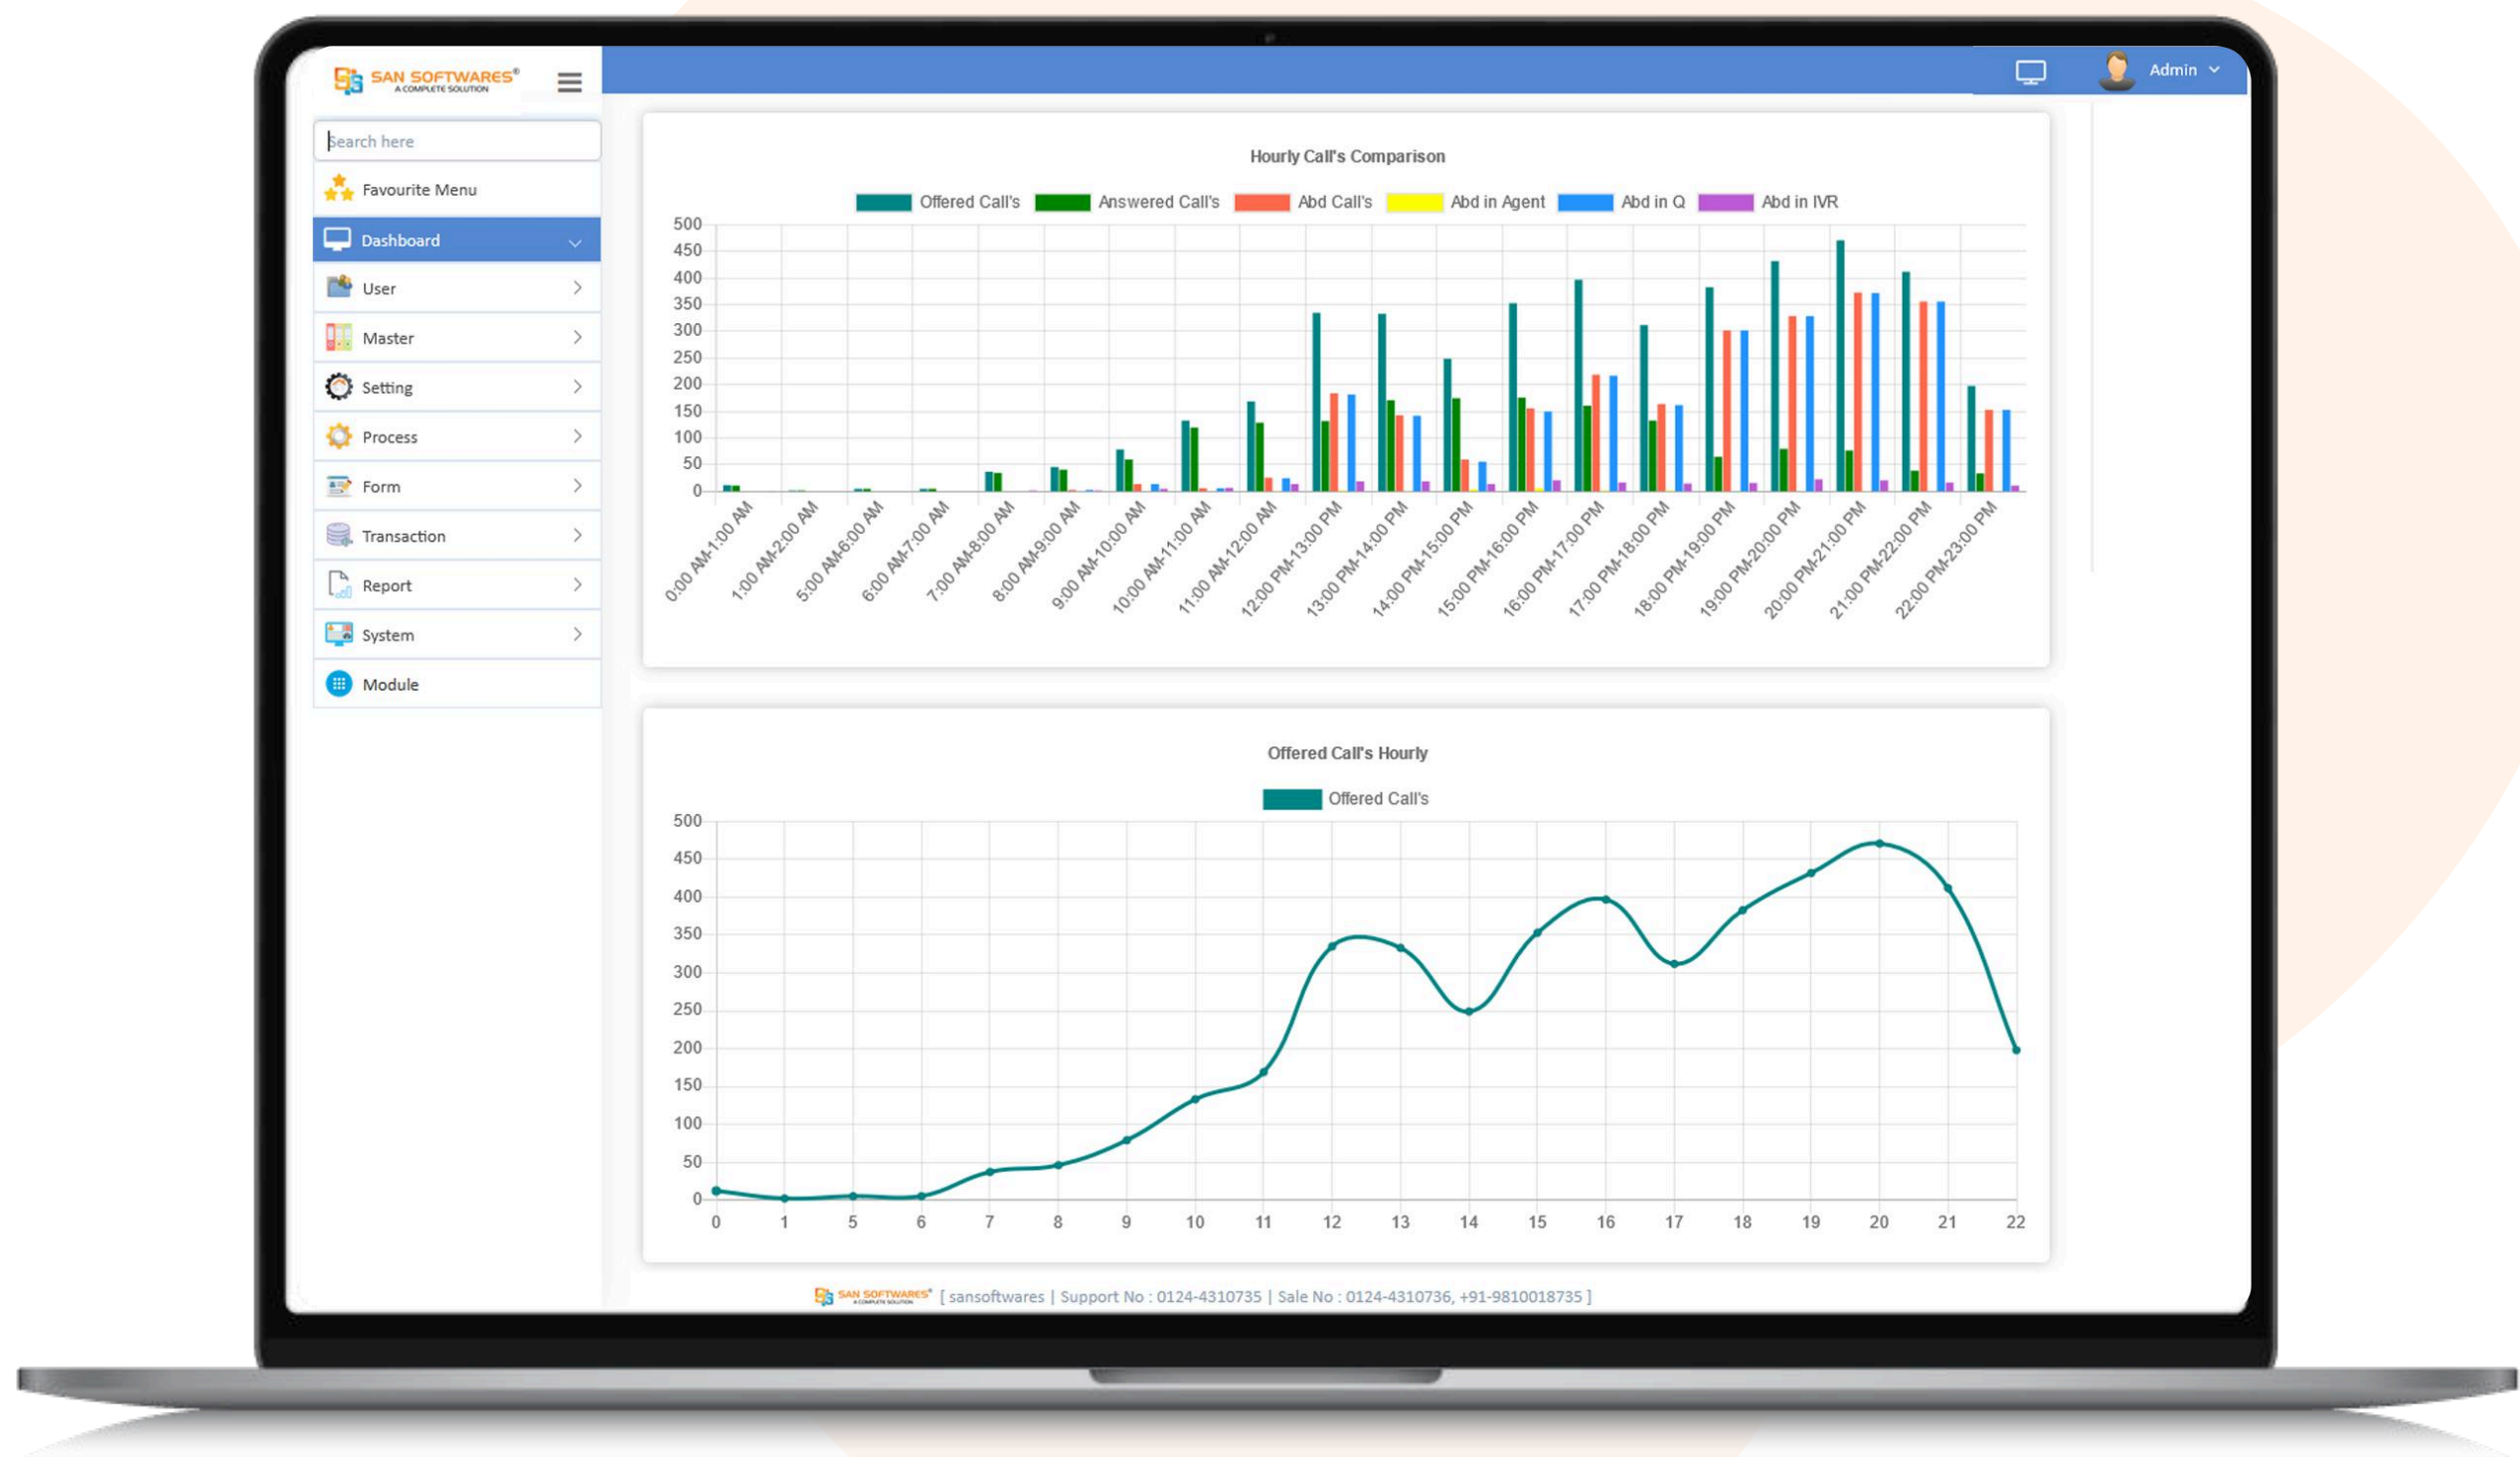 SAN SOFTWARES®
A COMPLETE SOLUTION
Admin
Search here
Favourite Menu
Dashboard
User
Master
Setting
Process
Form
Transaction
Report
System
Module
Hourly Call's Comparison
Offered Call's Answered Call's Abd Call's Abd in Agent Abd in Q Abd in IVR
500
450
400
350
300
250
200
150
100
50
0
0:00 AM-1:00 AM
1:00 AM-2:00 AM
5:00 AM-6:00 AM
6:00 AM-7:00 AM
7:00 AM-8:00 AM
8:00 AM-9:00 AM
9:00 AM-10:00 AM
10:00 AM-11:00 AM
11:00 AM-12:00 AM
12:00 PM-13:00 PM
13:00 PM-14:00 PM
14:00 PM-15:00 PM
15:00 PM-16:00 PM
16:00 PM-17:00 PM
17:00 PM-18:00 PM
18:00 PM-19:00 PM
19:00 PM-20:00 PM
20:00 PM-21:00 PM
21:00 PM-22:00 PM
22:00 PM-23:00 PM
Offered Call's Hourly
Offered Call's
500
450
400
350
300
250
200
150
100
50
0
0 1 5 6 7 8 9 10 11 12 13 14 15 16 17 18 19 20 21 22
SAN SOFTWARES® [ sansoftwares | Support No : 0124-4310735 | Sale No : 0124-4310736, +91-9810018735 ]
A COMPLETE SOLUTION